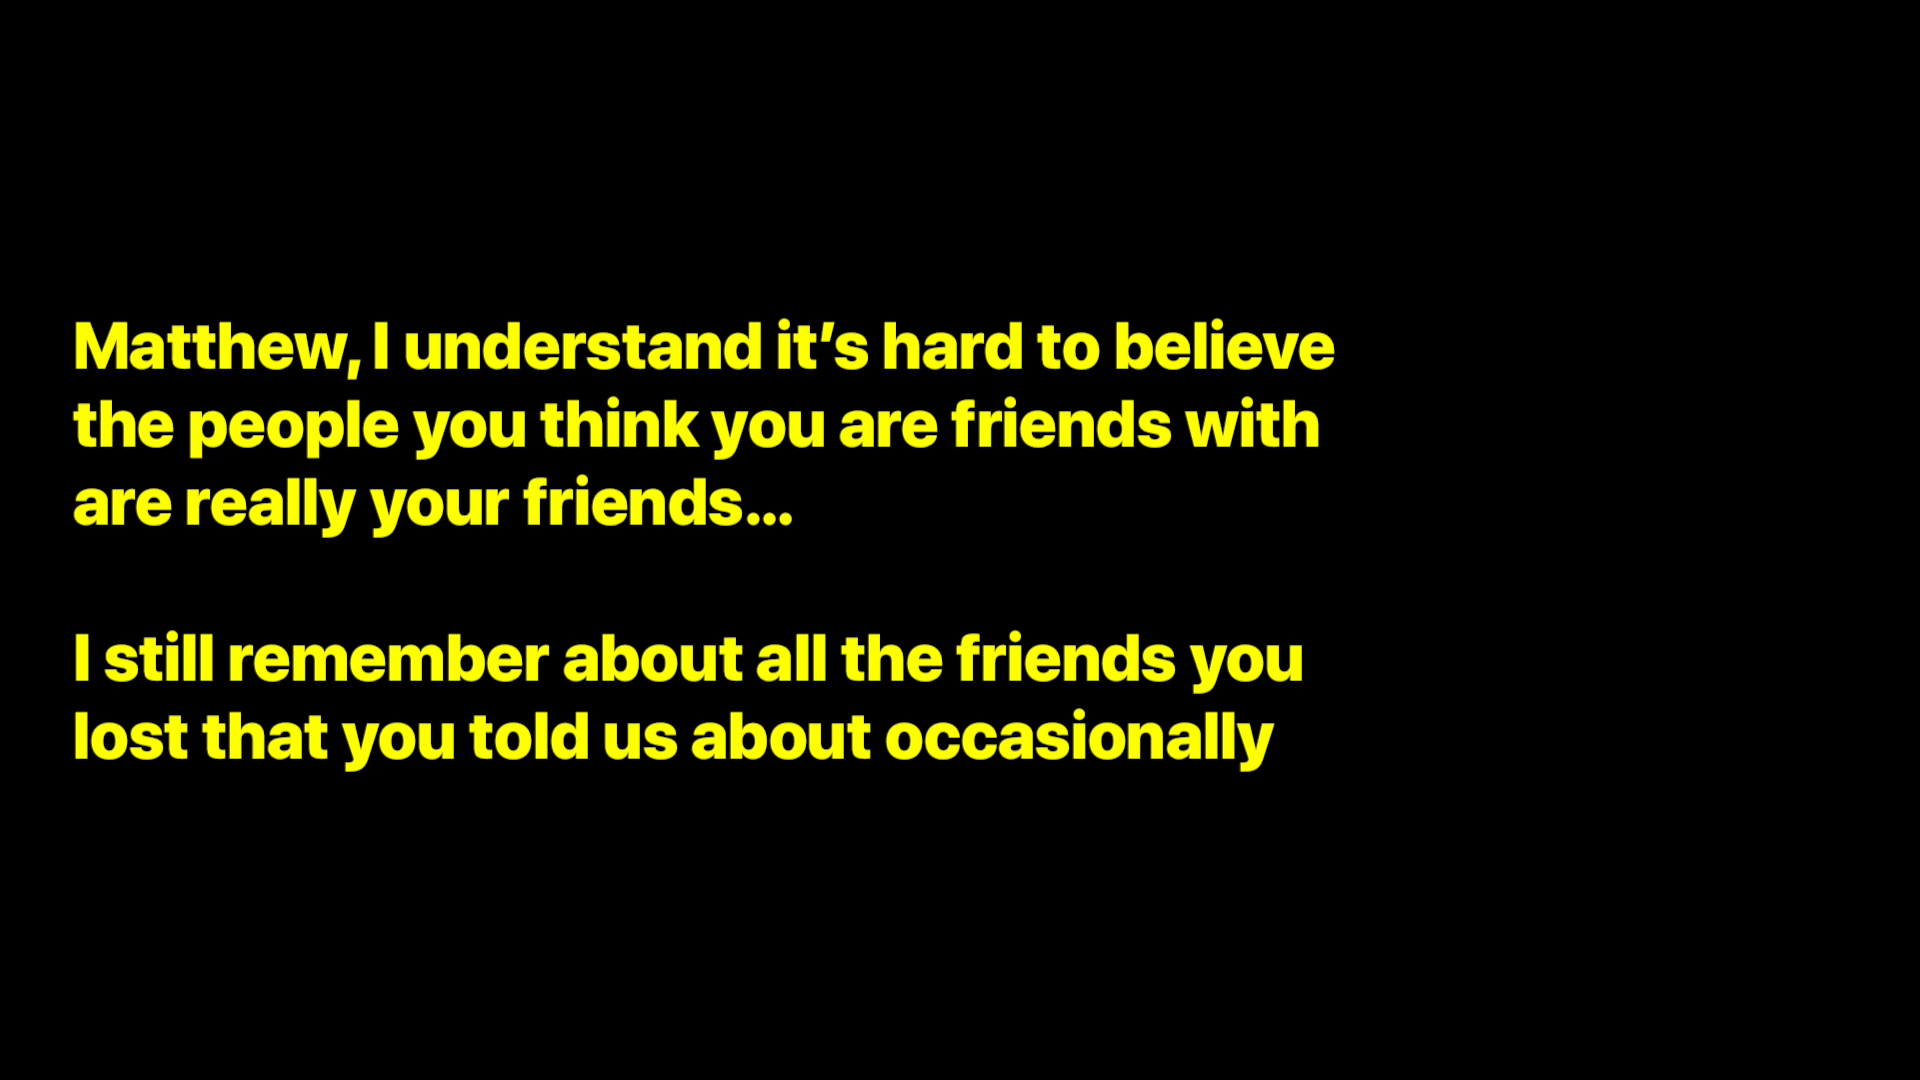 Matthew, I understand it’s hard to believe
the people you think you are friends with
are really your friends…
I still remember about all the friends you
lost that you told us about occasionally